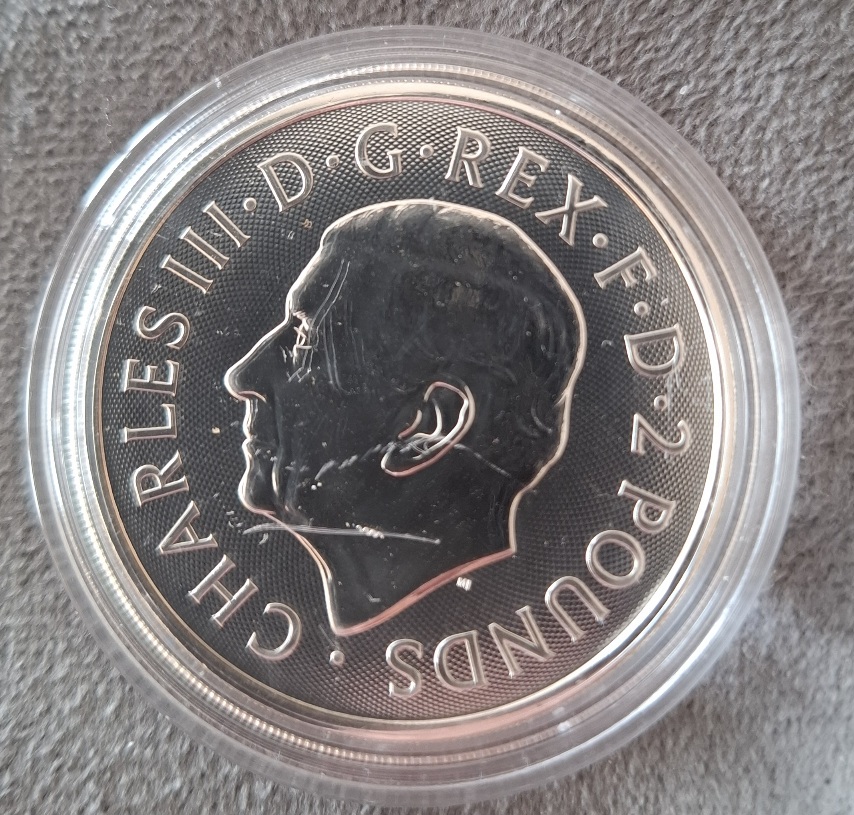 CHARLES III · D · G · REX · F · D · 2 POUNDS ·